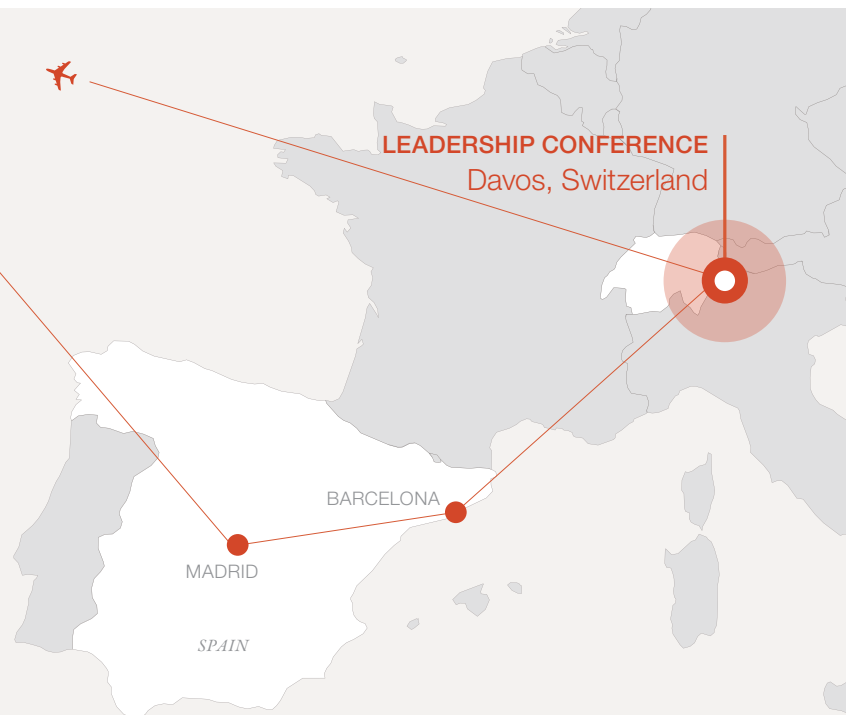 LEADERSHIP CONFERENCE
Davos, Switzerland
BARCELONA
MADRID
SPAIN